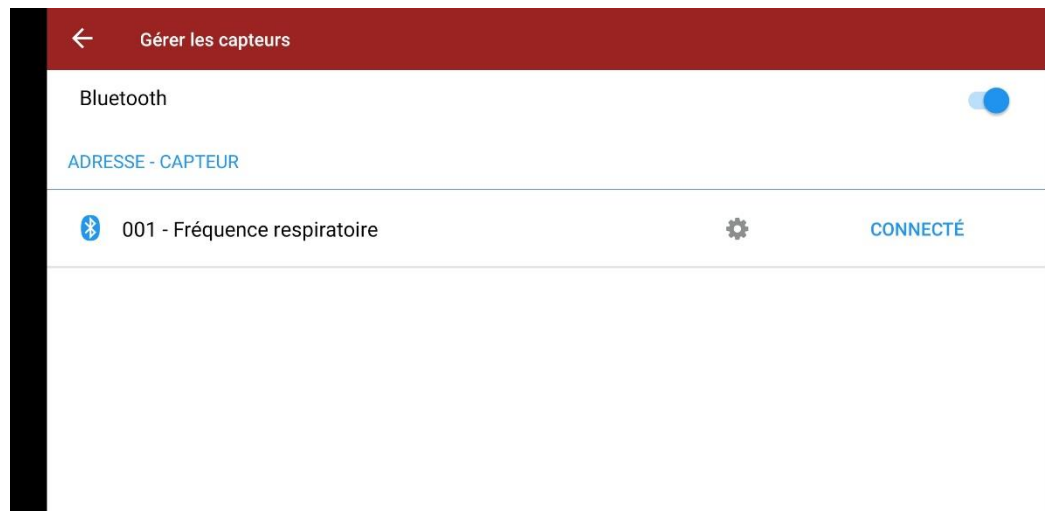 Gérer les capteurs
Bluetooth
ADRESSE - CAPTEUR
001 - Fréquence respiratoire CONNECTÉ